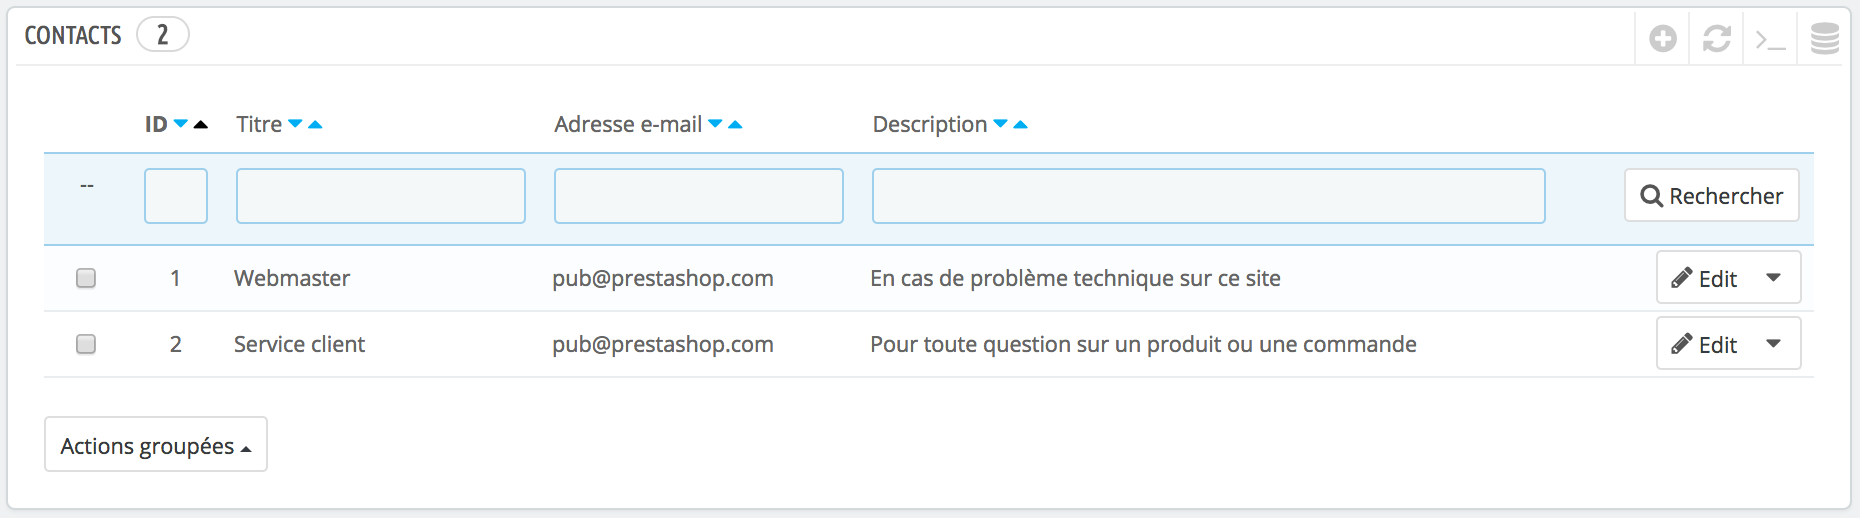 CONTACTS 2
ID Titre Adresse e-mail Description
-- Rechercher
1 Webmaster pub@prestashop.com En cas de problème technique sur ce site Edit
2 Service client pub@prestashop.com Pour toute question sur un produit ou une commande Edit
Actions groupées